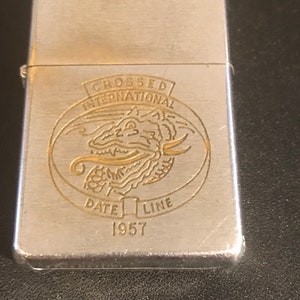 CROSSED
INTERNATIONAL
DATE LINE
1957